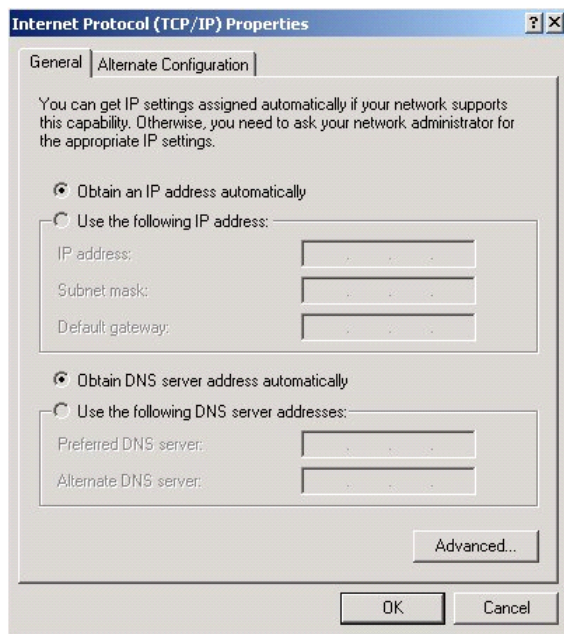 Internet Protocol (TCP/IP) Properties
General
Alternate Configuration
You can get IP settings assigned automatically if your network supports
this capability. Otherwise, you need to ask your network administrator for
the appropriate IP settings.
Obtain an IP address automatically
Use the following IP address:
IP address:
Subnet mask:
Default gateway:
Obtain DNS server address automatically
Use the following DNS server addresses:
Preferred DNS server:
Alternate DNS server:
Advanced...
OK
Cancel